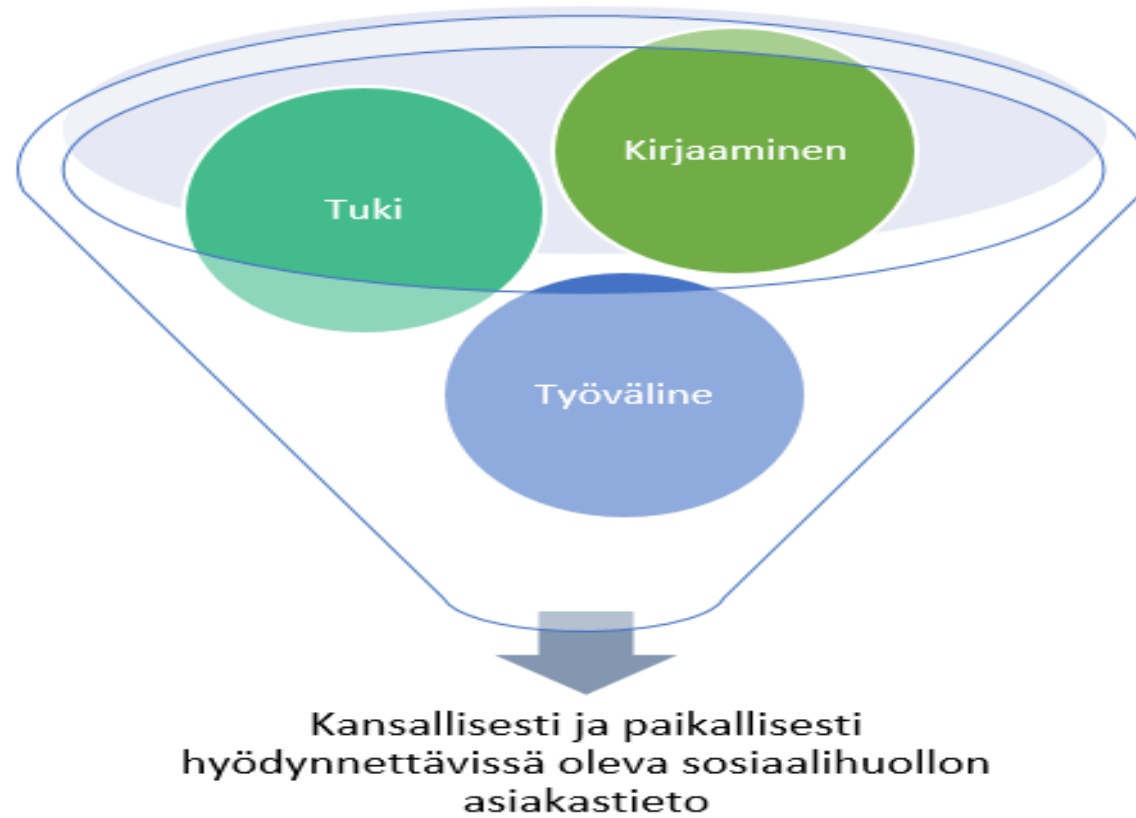 Kirjaaminen
Tuki
Työväline
Kansallisesti ja paikallisesti
hyödynnettävissä oleva sosiaalihuollon
asiakastieto